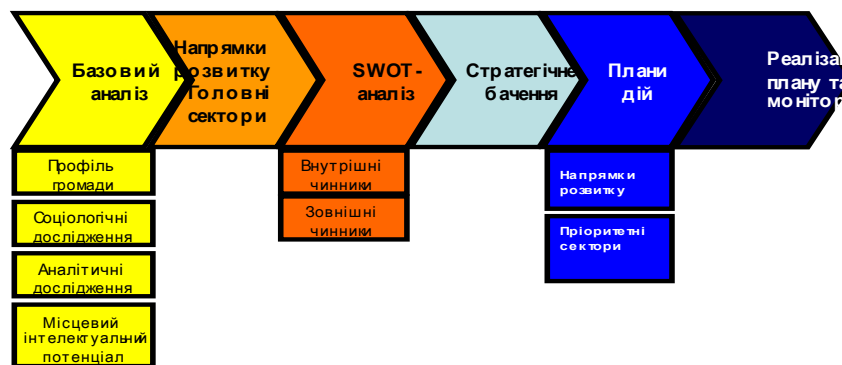 Базовий
аналіз
Напрямки
розвитку
Головні
сектори
SWOT-
аналіз
Стратегічне
бачення
Плани
дій
Реаліза
плану та
моніто
Профіль
громади
Соціологічні
дослідження
Аналітичні
дослідження
Місцевий
інтелектуальний
потенціал
Внутрішні
чинники
Зовнішні
чинники
Напрямки
розвитку
Пріоритетні
сектори